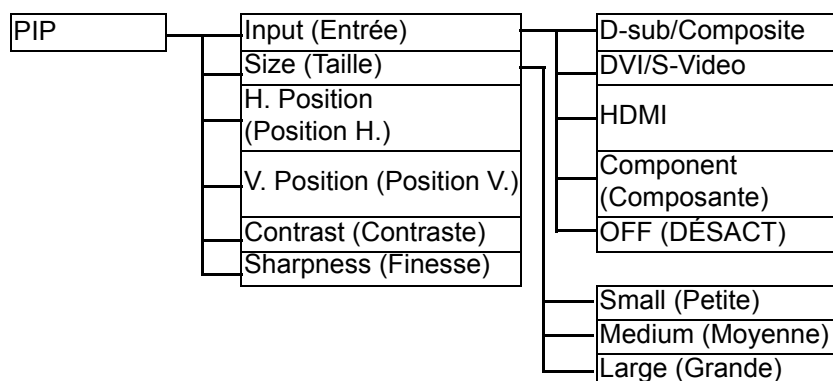 PIP
Input (Entrée)
Size (Taille)
H. Position
(Position H.)
V. Position (Position V.)
Contrast (Contraste)
Sharpness (Finesse)
D-sub/Composite
DVI/S-Video
HDMI
Component
(Composante)
OFF (DÉSACT)
Small (Petite)
Medium (Moyenne)
Large (Grande)